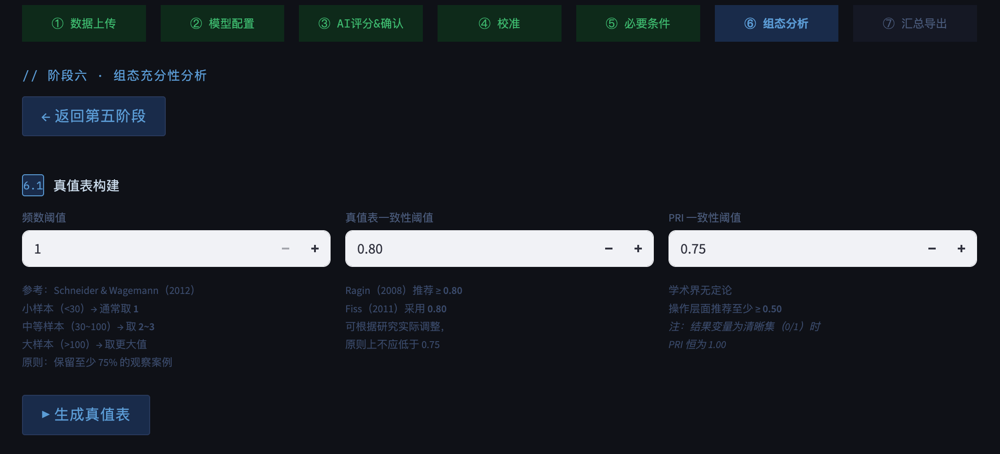 ① 数据上传
② 模型配置
③ AI评分&确认
④ 校准
⑤ 必要条件
⑥ 组态分析
⑦ 汇总导出
// 阶段六 · 组态充分性分析
← 返回第五阶段
6.1 真值表构建
频数阈值
1
参考：Schneider & Wagemann（2012）
小样本（<30）→ 通常取 1
中等样本（30~100）→ 取 2~3
大样本（>100）→ 取更大值
原则：保留至少 75% 的观察案例
真值表一致性阈值
0.80
Ragin（2008）推荐 ≥ 0.80
Fiss（2011）采用 0.80
可根据研究实际调整，
原则上不应低于 0.75
PRI 一致性阈值
0.75
学术界无定论
操作层面推荐至少 ≥ 0.50
注：结果变量为清晰集（0/1）时
PRI 恒为 1.00
▶ 生成真值表